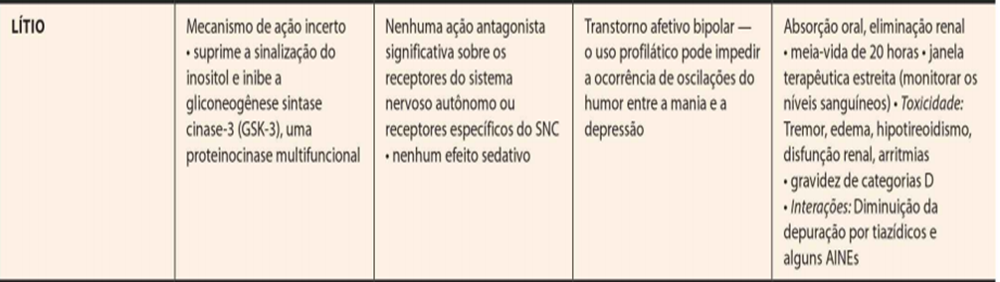 LÍTIO
Mecanismo de ação incerto
• suprime a sinalização do
inositol e inibe a
gliconeogênse sintase
cinase-3 (GSK-3), uma
proteinocinase multifuncional
Nenhuma ação antagonista
significativa sobre os
receptores do sistema
nervoso autônomo ou
receptores específicos do SNC
• nenhum efeito sedativo
Transtorno afetivo bipolar —
o uso profilático pode impedir
a ocorrência de oscilações do
humor entre a mania e a
depressão
Absorção oral, eliminação renal
• meia-vida de 20 horas • janela
terapêutica estreita (monitorar os
níveis sanguíneos) • Toxicidade:
Tremor, edema, hipotireoidismo,
disfunção renal, arritmias
• gravidez de categorias D
• Interações: Diminuição da
depuração por tiazídicos e
alguns AINEs